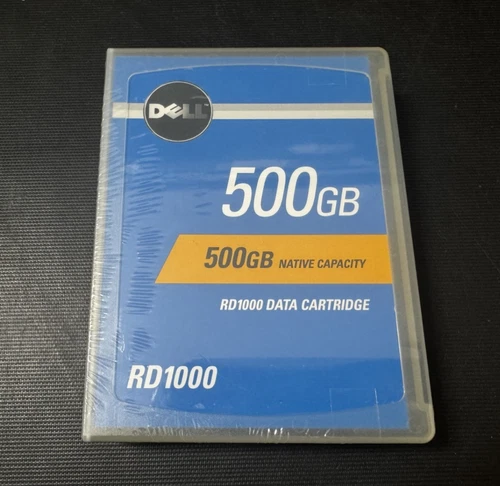 DELL
500GB
500GB NATIVE CAPACITY
RD1000 DATA CARTRIDGE
RD1000